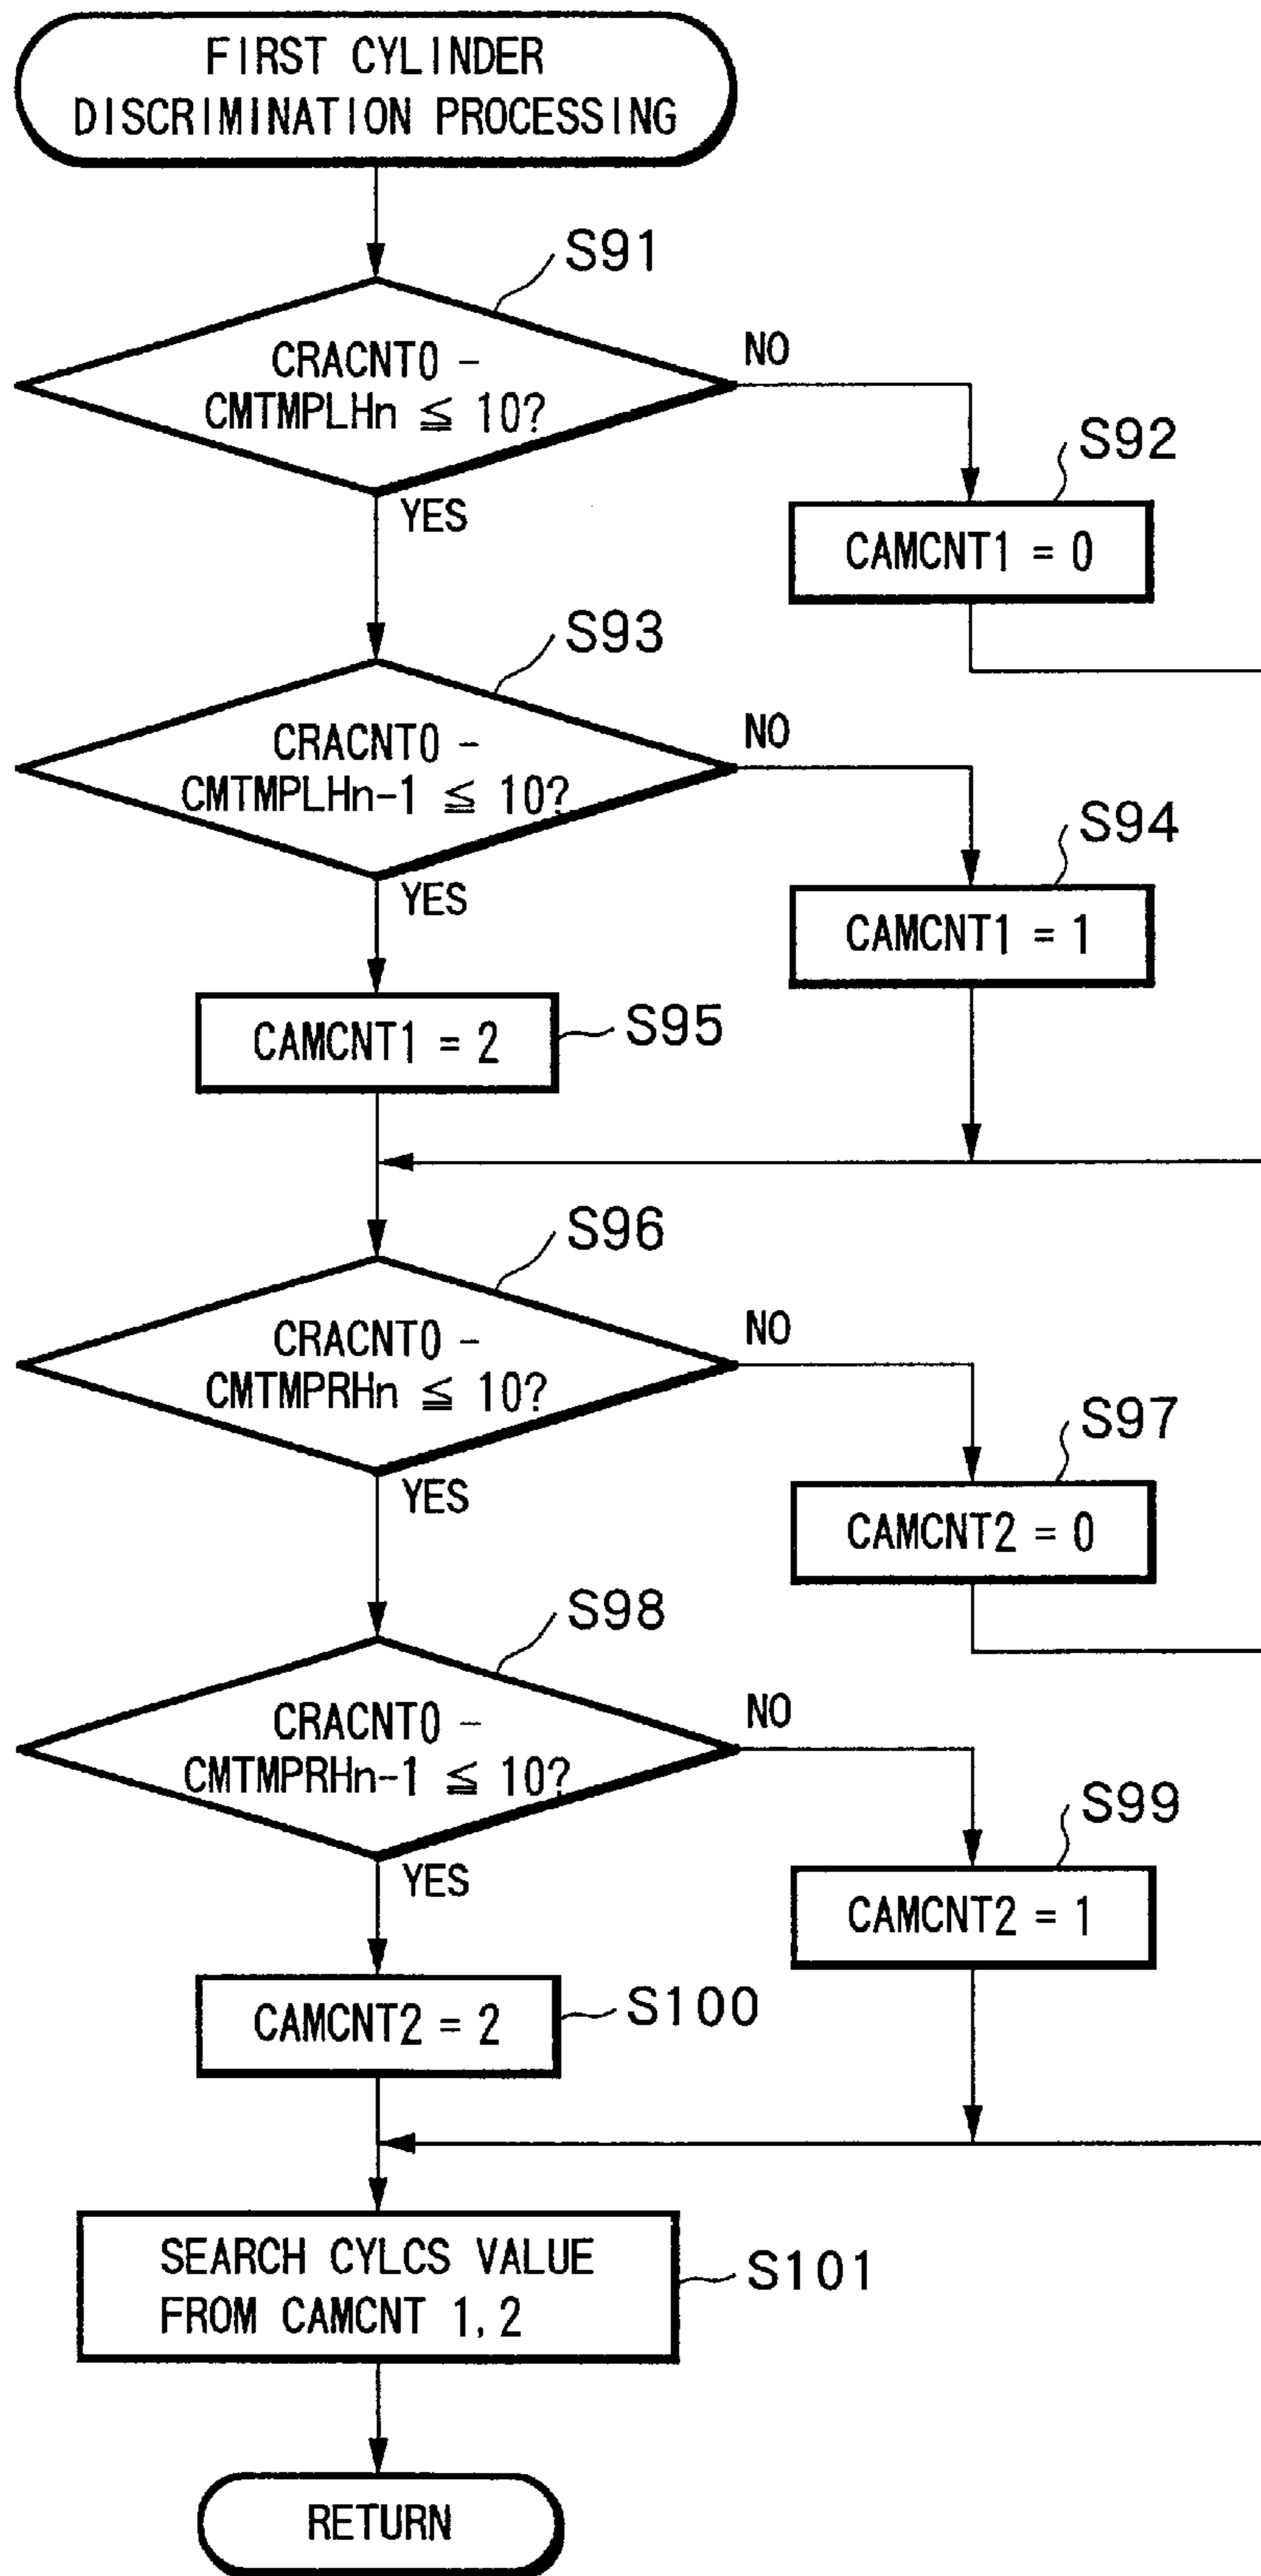 FIRST CYLINDER
DISCRIMINATION PROCESSING
S91
CRACNT0 -
CMTMPLHn ≦ 10?
NO
S92
CAMCNT1 = 0
YES
S93
CRACNT0 -
CMTMPLHn-1 ≦ 10?
NO
S94
CAMCNT1 = 1
YES
CAMCNT1 = 2
S95
S96
CRACNT0 -
CMTMPRHn ≦ 10?
NO
S97
CAMCNT2 = 0
YES
S98
CRACNT0 -
CMTMPRHn-1 ≦ 10?
NO
S99
CAMCNT2 = 1
YES
CAMCNT2 = 2
S100
SEARCH CYLCS VALUE
FROM CAMCNT 1, 2
S101
RETURN